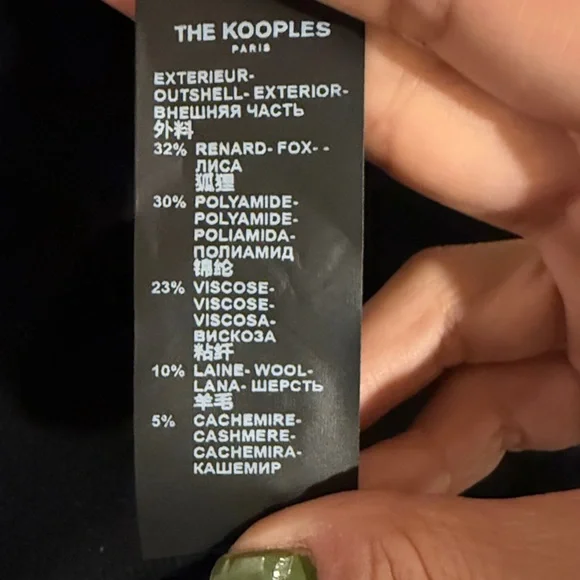 THE KOOPLES
PARIS
EXTERIEUR-
OUTSHELL- EXTERIOR-
ВНЕШНЯЯ ЧАСТЬ
外料
32% RENARD- FOX- -
ЛИСА
狐狸
30% POLYAMIDE-
POLYAMIDE-
POLIAMIDA-
ПОЛИАМИД
锦纶
23% VISCOSE-
VISCOSE-
VISCOSA-
ВИСКОЗА
粘纤
10% LAINE- WOOL-
LANA- ШЕРСТЬ
羊毛
5% CACHEMIRE-
CASHMERE-
CACHEMIRA-
КАШЕМИР